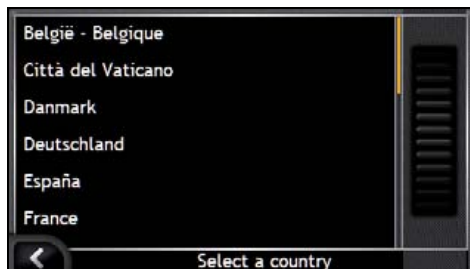 België - Belgique
Città del Vaticano
Danmark
Deutschland
España
France
Select a country